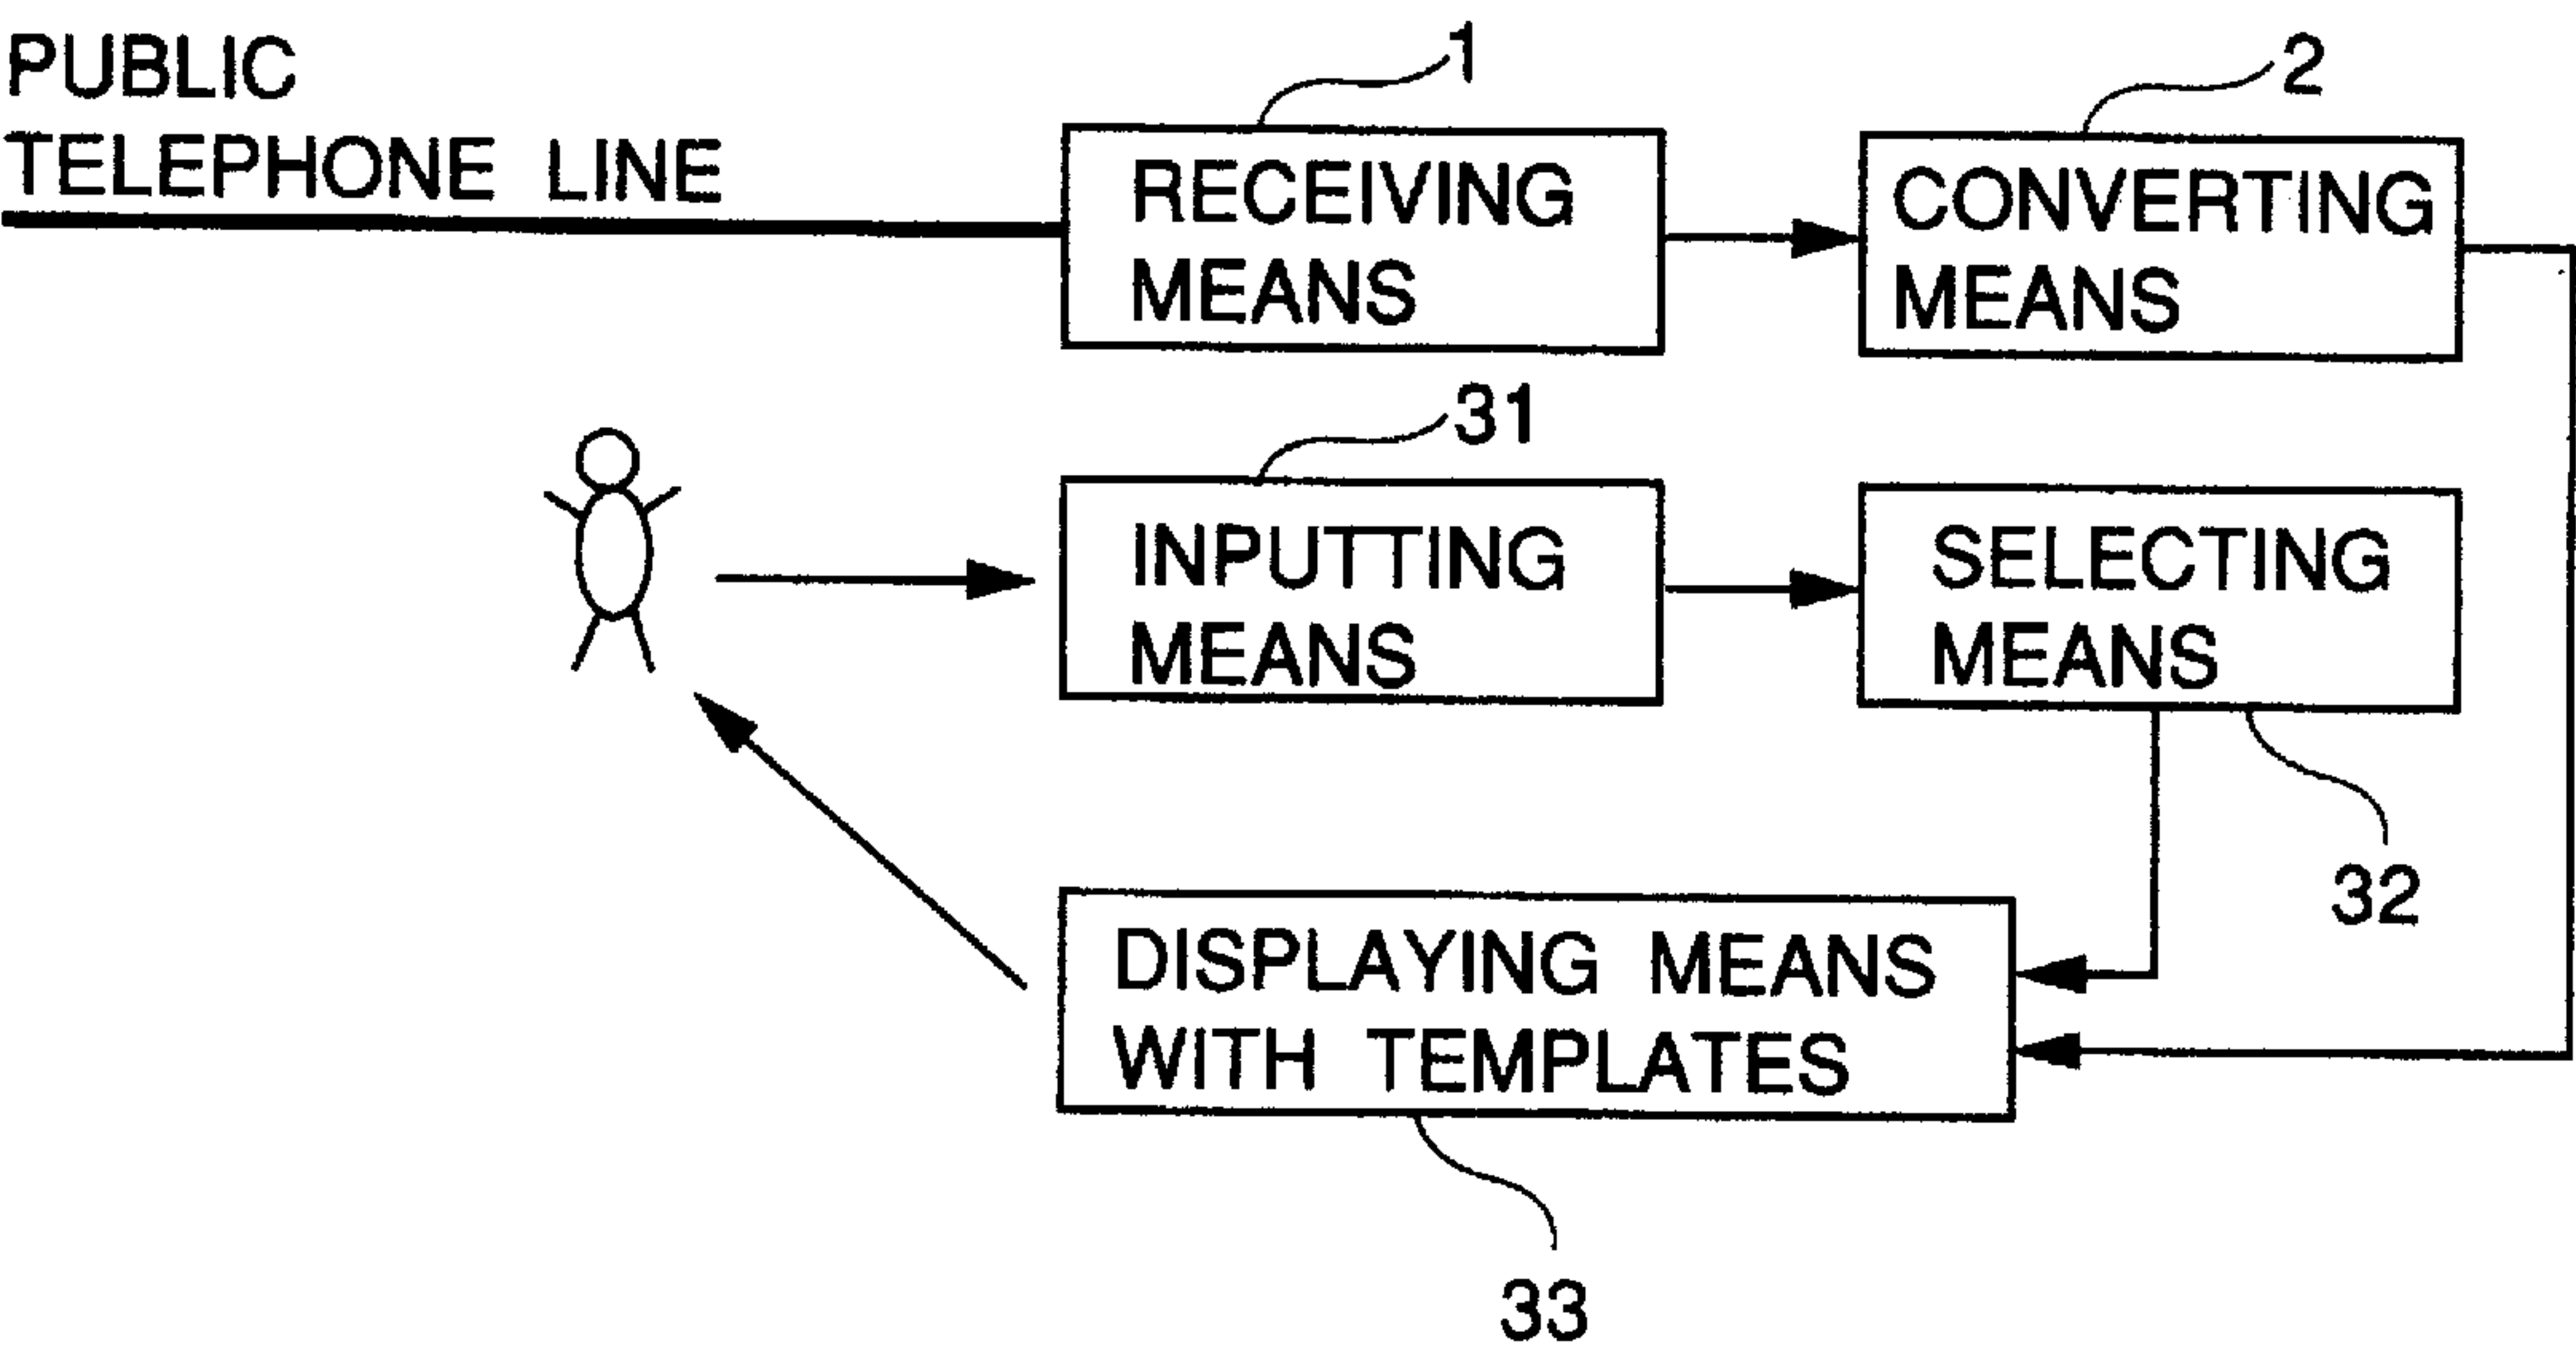 PUBLIC
TELEPHONE LINE
1
RECEIVING
MEANS
2
CONVERTING
MEANS
31
INPUTTING
MEANS
SELECTING
MEANS
32
DISPLAYING MEANS
WITH TEMPLATES
33